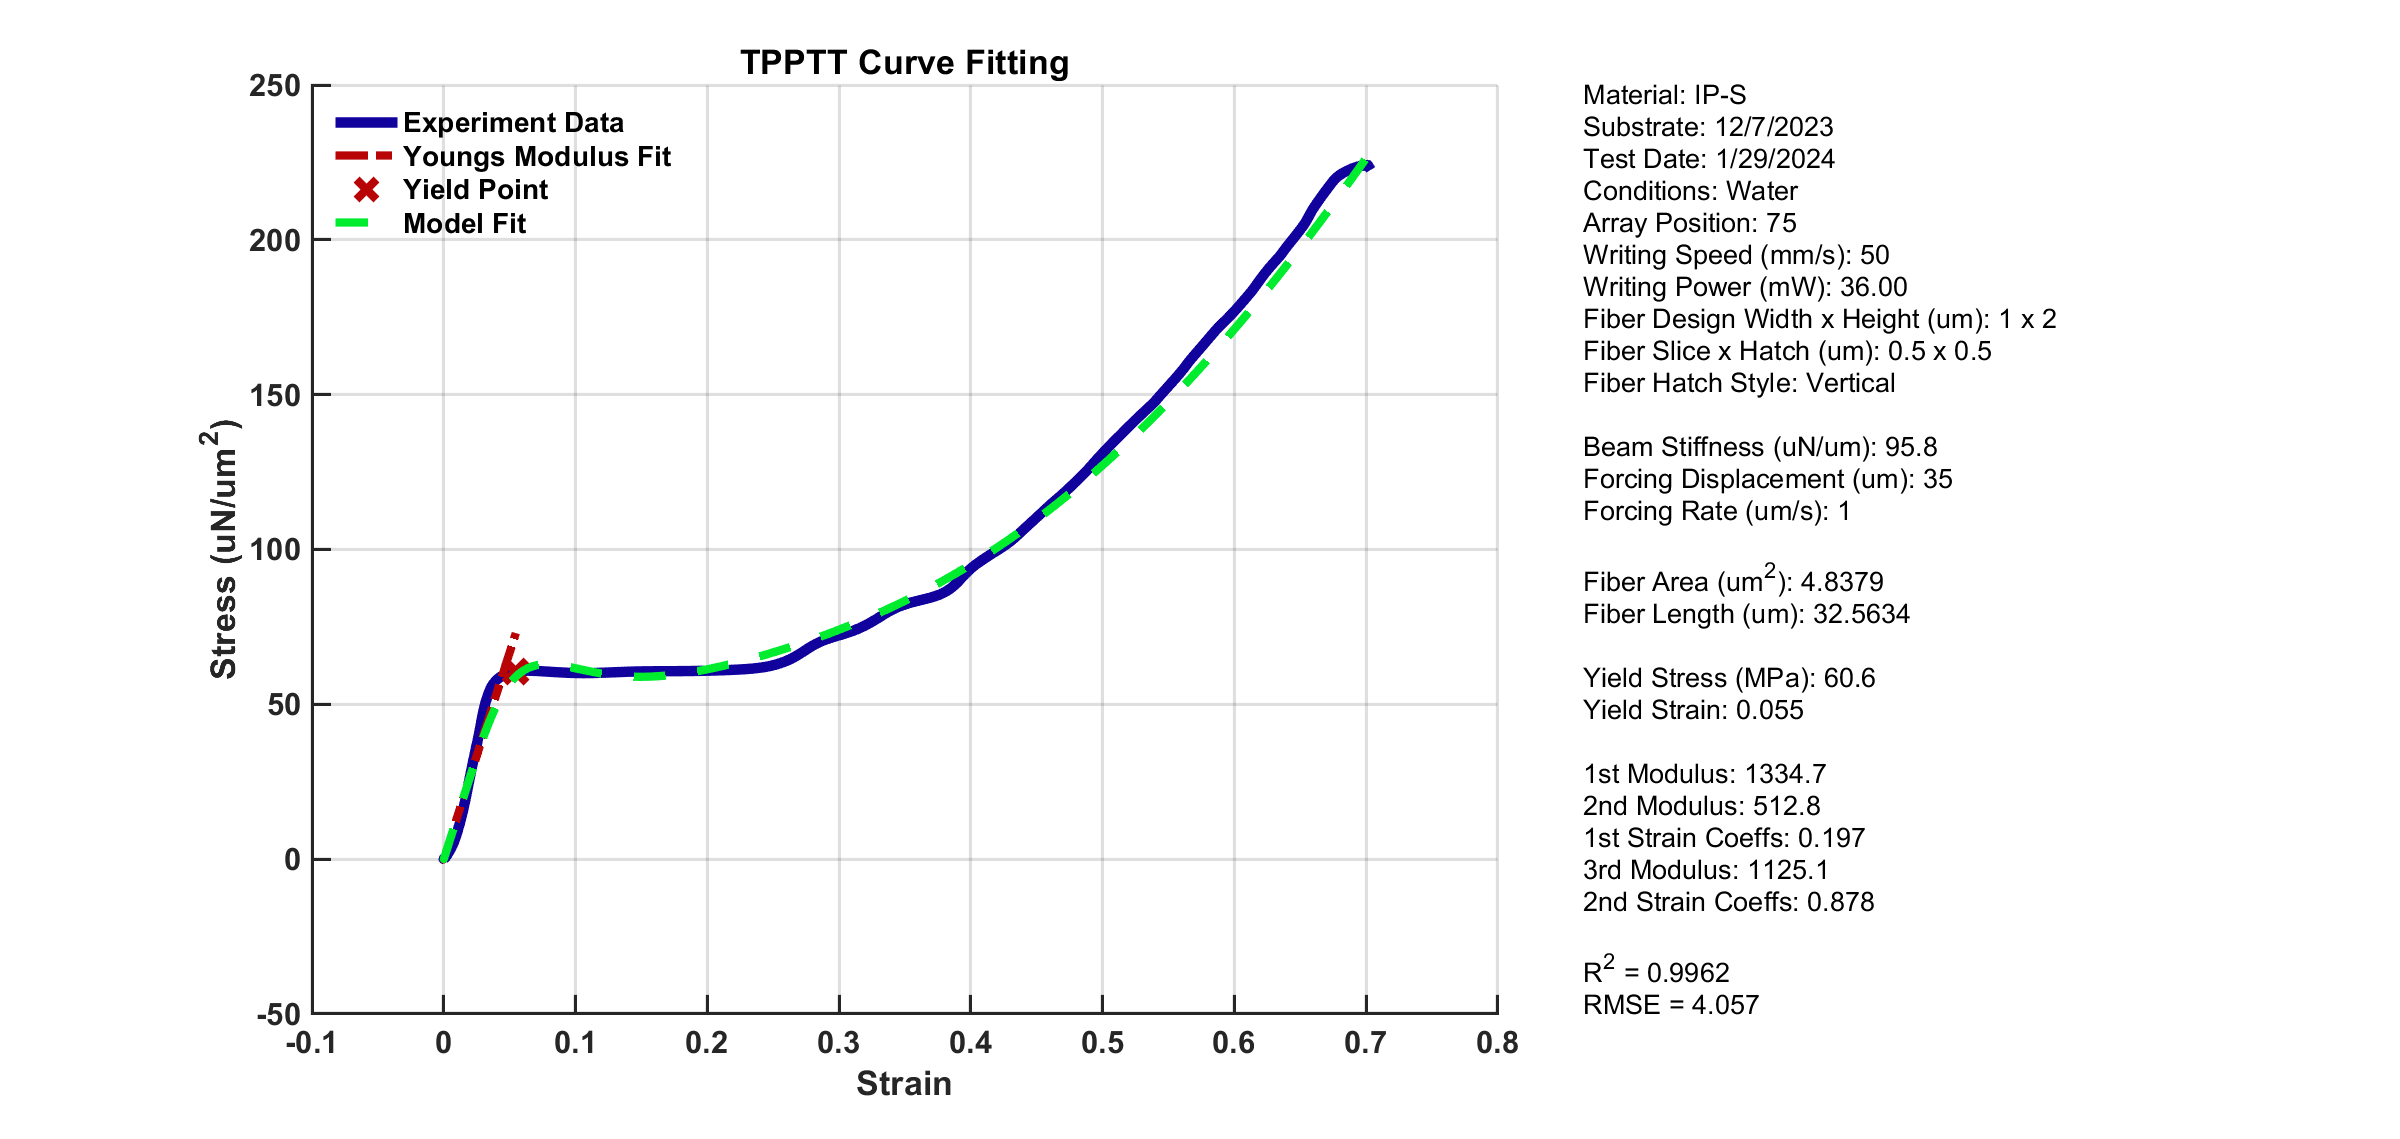 TPPTT Curve Fitting
250
200
150
100
50
0
-50
Stress (uN/um²)
Experiment Data
Youngs Modulus Fit
Yield Point
Model Fit
-0.1 0 0.1 0.2 0.3 0.4 0.5 0.6 0.7 0.8
Strain
Material: IP-S
Substrate: 12/7/2023
Test Date: 1/29/2024
Conditions: Water
Array Position: 75
Writing Speed (mm/s): 50
Writing Power (mW): 36.00
Fiber Design Width x Height (um): 1 x 2
Fiber Slice x Hatch (um): 0.5 x 0.5
Fiber Hatch Style: Vertical
Beam Stiffness (uN/um): 95.8
Forcing Displacement (um): 35
Forcing Rate (um/s): 1
Fiber Area (um²): 4.8379
Fiber Length (um): 32.5634
Yield Stress (MPa): 60.6
Yield Strain: 0.055
1st Modulus: 1334.7
2nd Modulus: 512.8
1st Strain Coeffs: 0.197
3rd Modulus: 1125.1
2nd Strain Coeffs: 0.878
R² = 0.9962
RMSE = 4.057